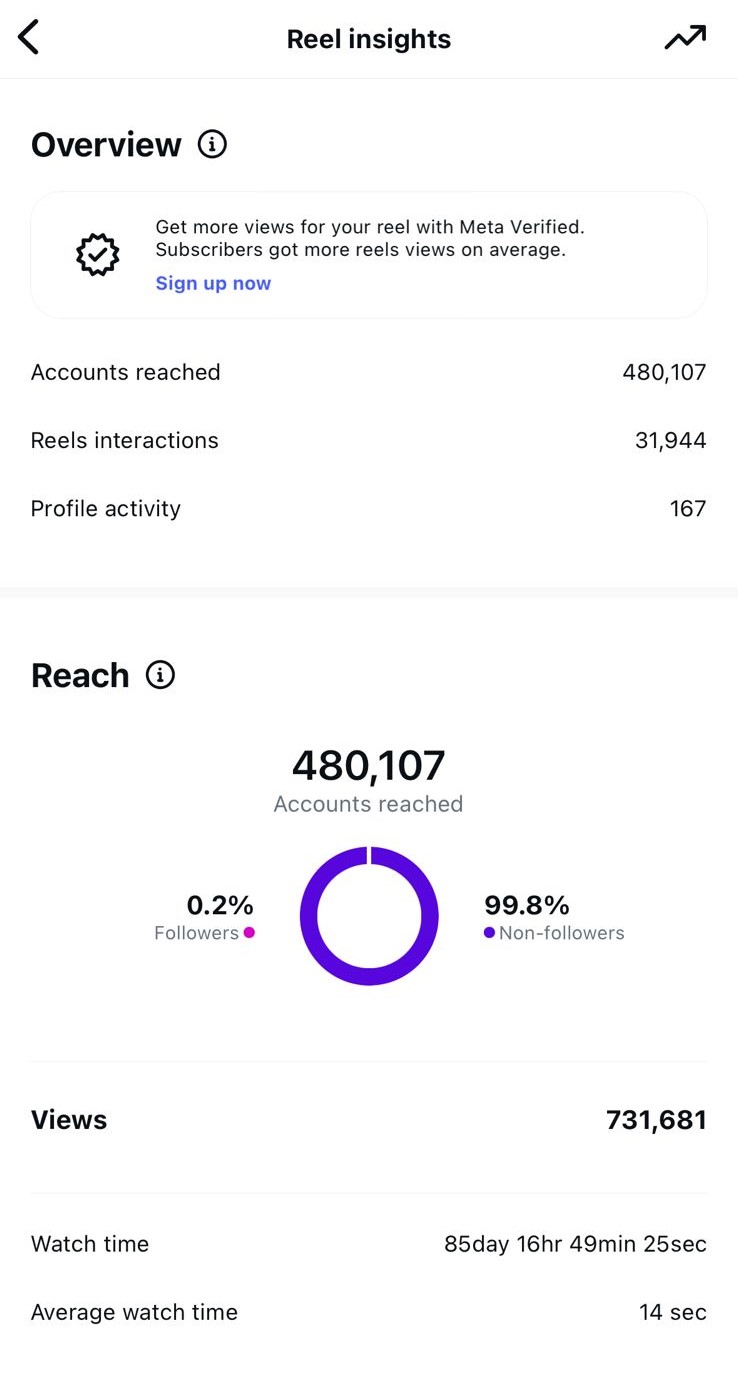 Reel insights
Overview
Get more views for your reel with Meta Verified.
Subscribers got more reels views on average.
Sign up now
Accounts reached 480,107
Reels interactions 31,944
Profile activity 167
Reach
480,107
Accounts reached
0.2% 99.8%
Followers Non-followers
Views 731,681
Watch time 85day 16hr 49min 25sec
Average watch time 14 sec